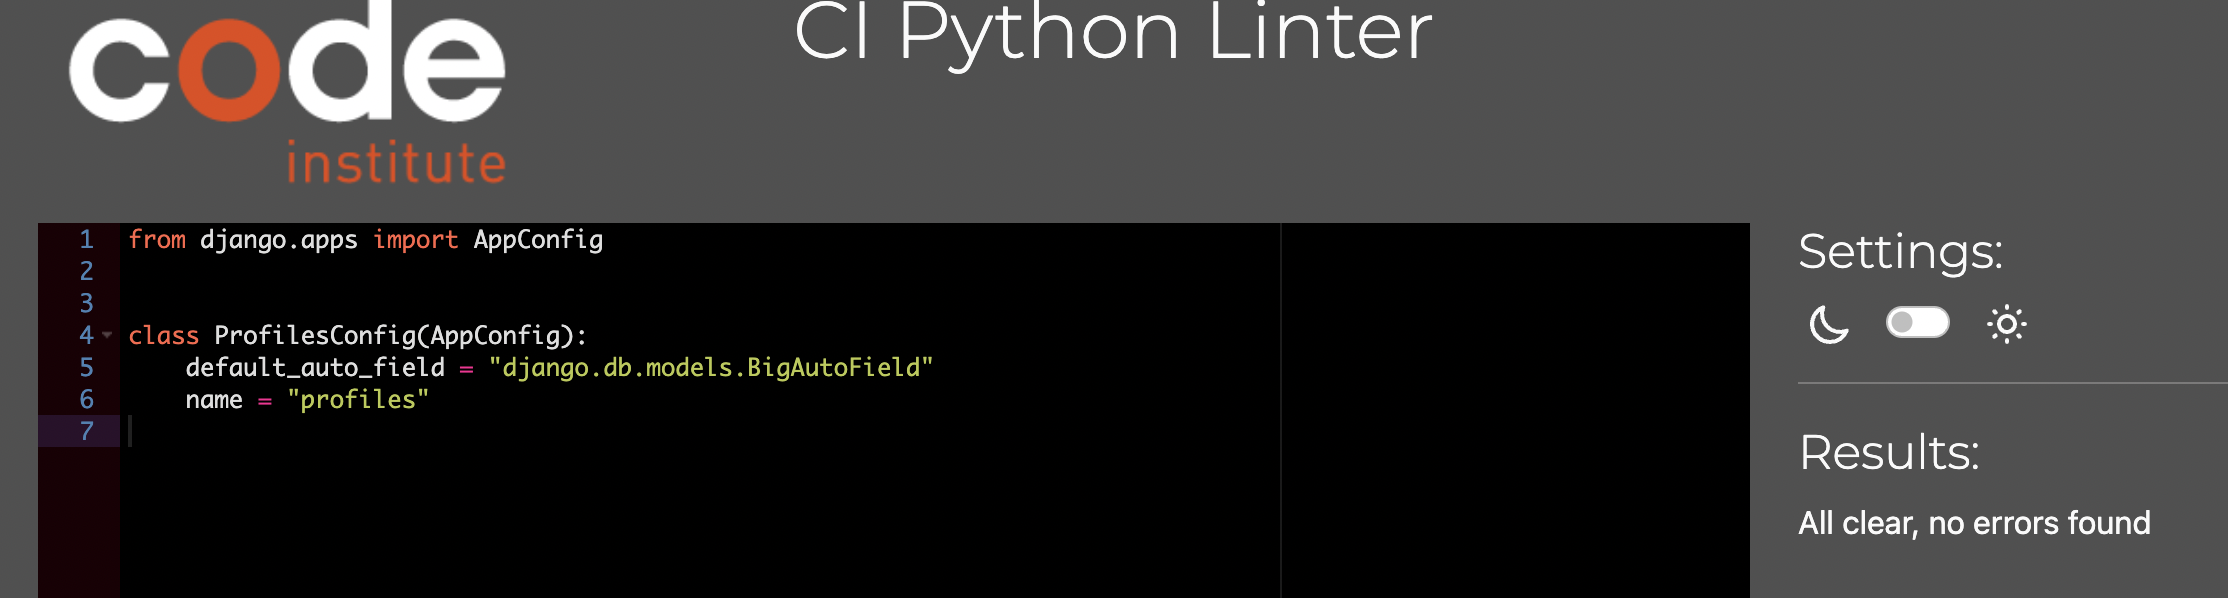 code
institute
CI Python Linter
1 from django.apps import AppConfig
2
3
4 class ProfilesConfig(AppConfig):
5     default_auto_field = "django.db.models.BigAutoField"
6     name = "profiles"
7
Settings:
Results:
All clear, no errors found